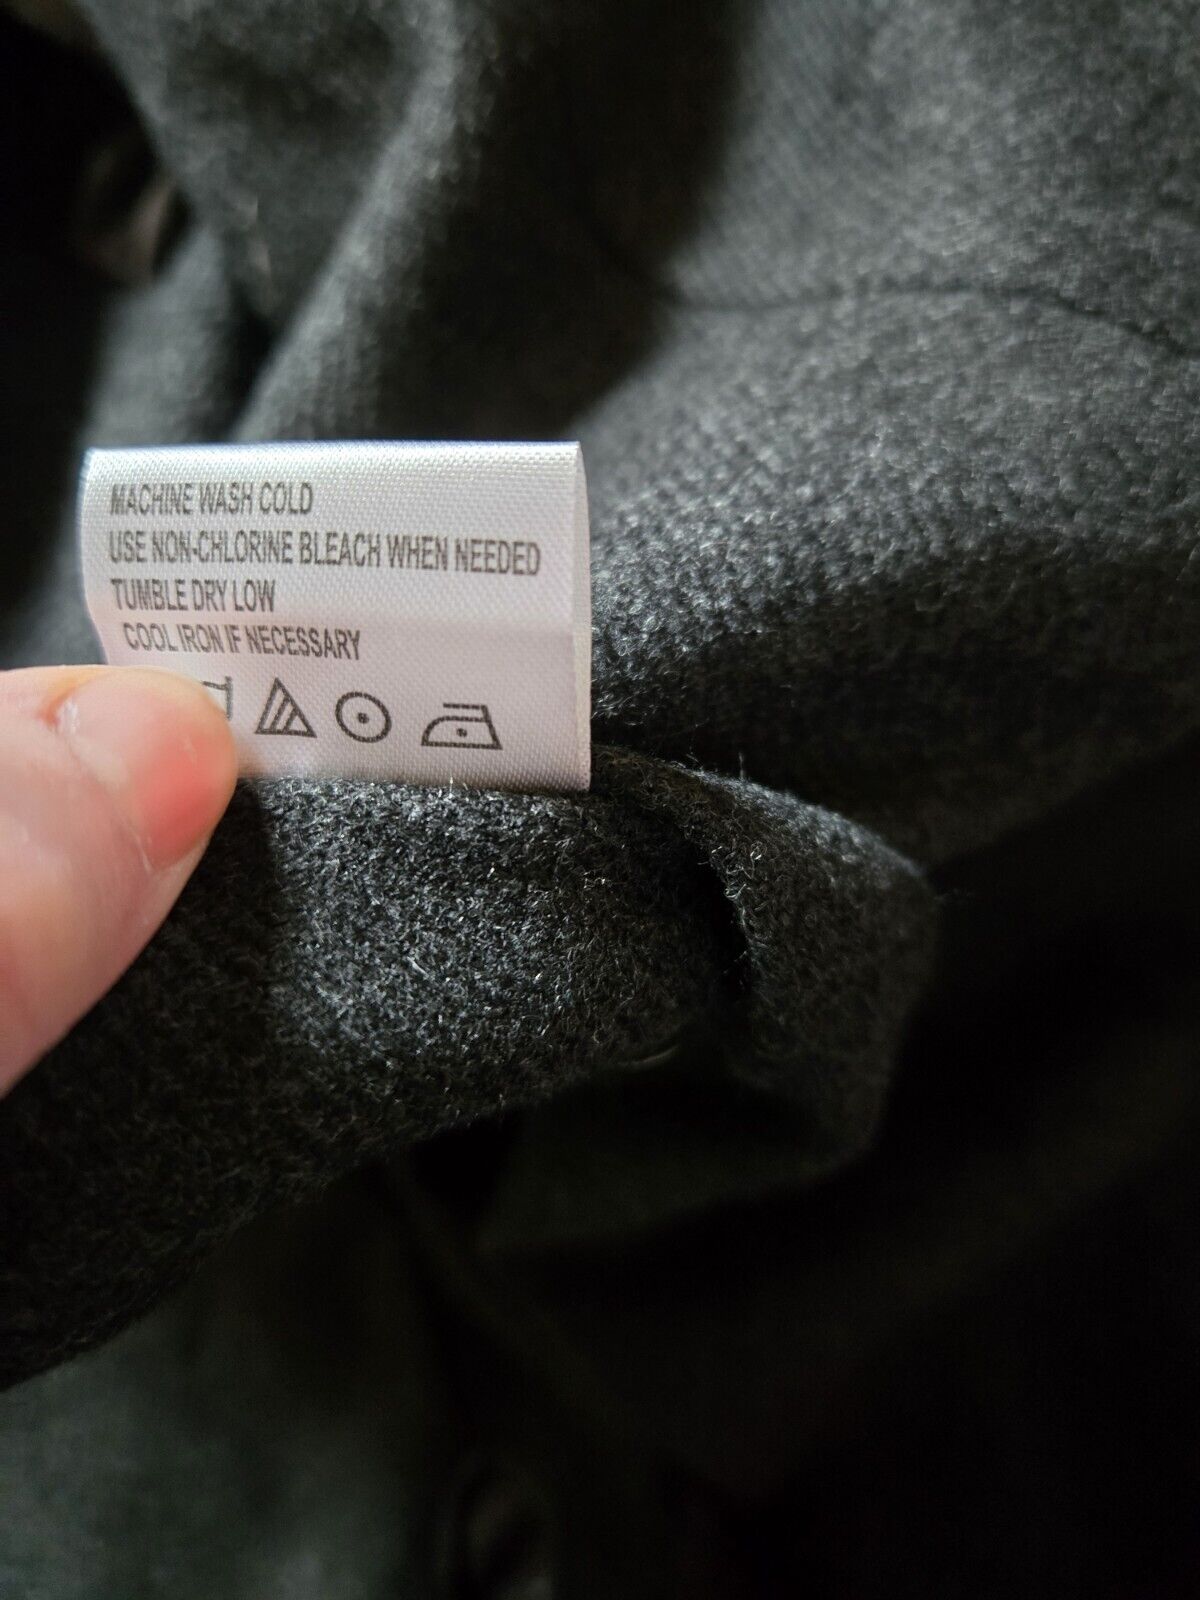 MACHINE WASH COLD
USE NON-CHLORINE BLEACH WHEN NEEDED
TUMBLE DRY LOW
COOL IRON IF NECESSARY